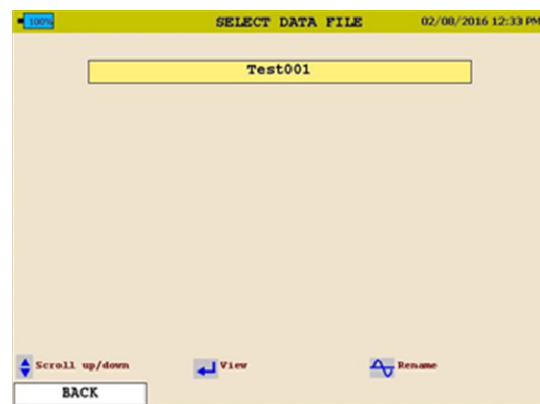 100%
SELECT DATA FILE
02/08/2016 12:33 PM
Test001
Scroll up/down
View
Rename
BACK